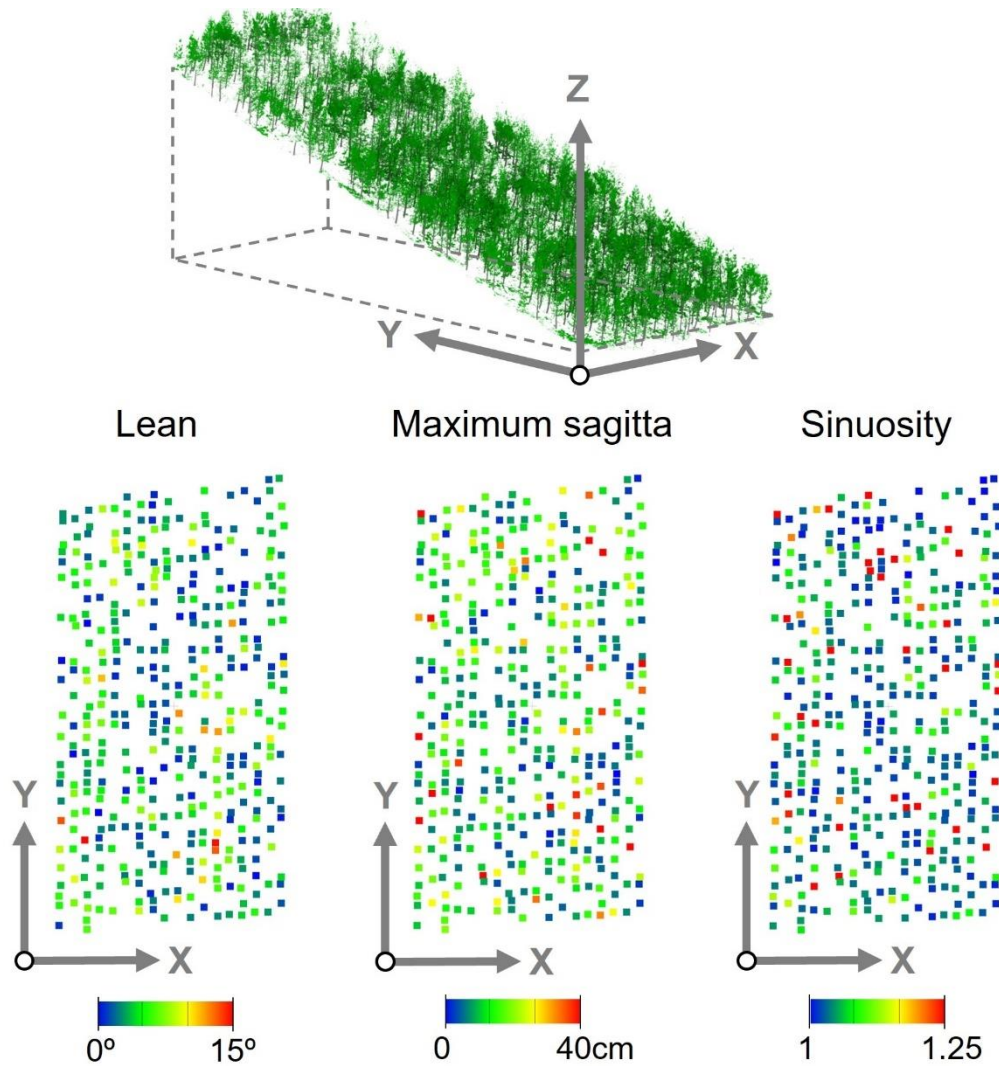 Z
Y
X
Lean
Maximum sagitta
Sinuosity
Y
Y
Y
X
X
X
0º
15º
0
40cm
1
1.25